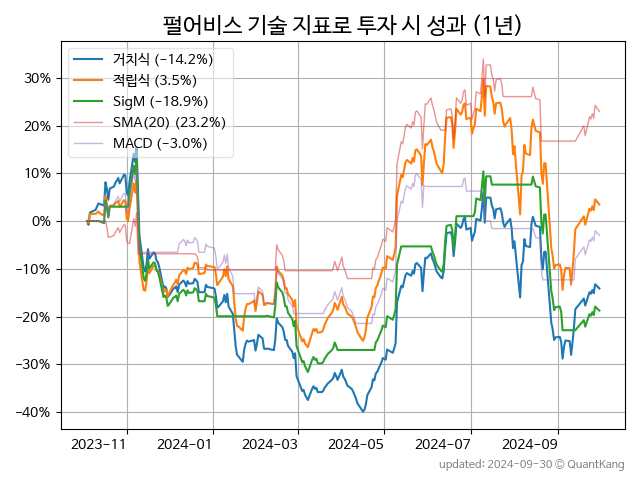 펄어비스 기술 지표로 투자 시 성과 (1년)
거치식 (−14.2%)
적립식 (3.5%)
SigM (−18.9%)
SMA(20) (23.2%)
MACD (−3.0%)
30%
20%
10%
0%
−10%
−20%
−30%
−40%
2023-11
2024-01
2024-03
2024-05
2024-07
2024-09
updated: 2024-09-30 © QuantKang